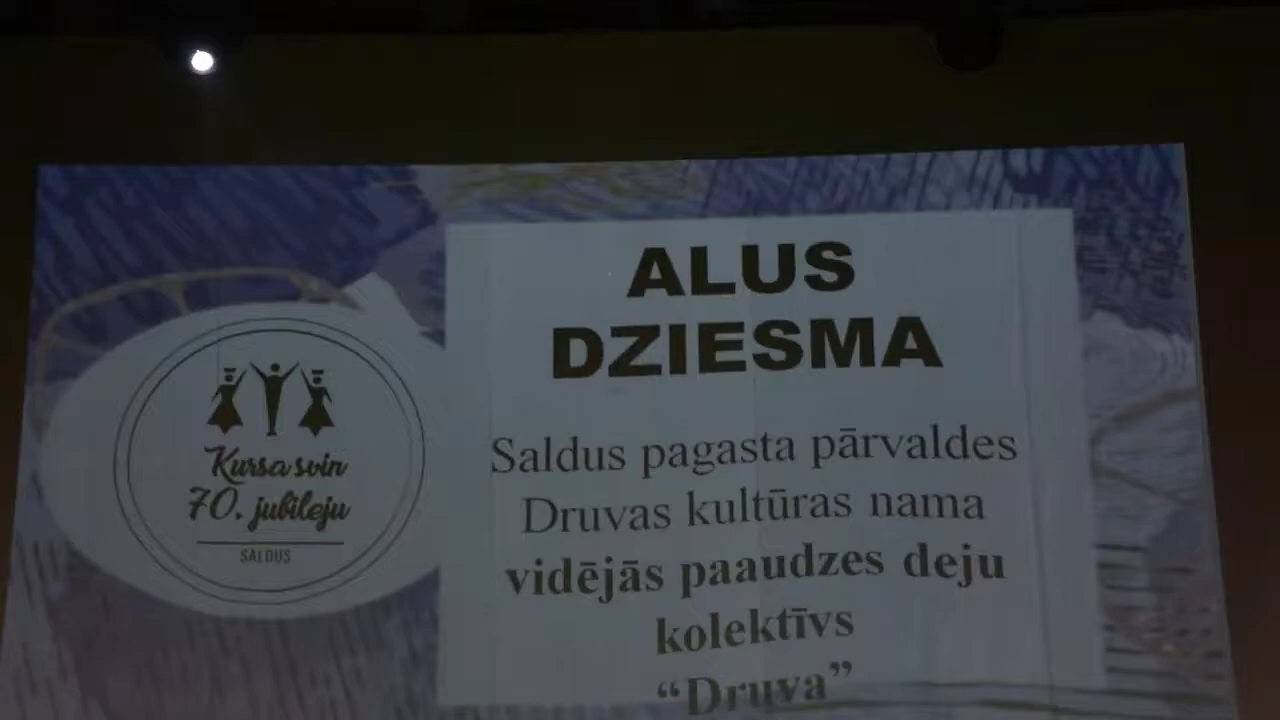 ALUS
DZIESMA
Saldus pagasta pārvaldes
Druvas kultūras nama
vidējās paaudzes deju
kolektīvs
“Druva”
Kursa svin
70. jubileju
SALDUS